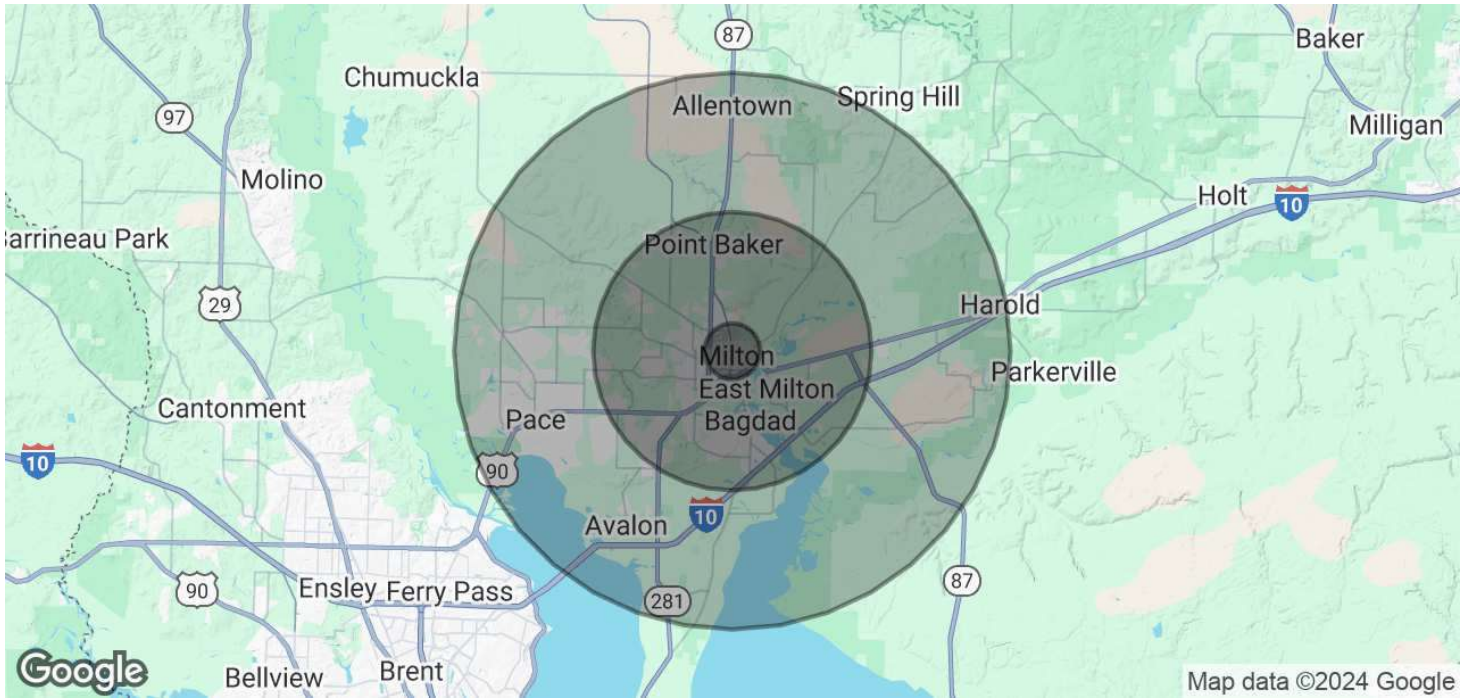 87
Baker
Chumuckla
Spring Hill
Allentown
97
Milligan
Molino
Holt
10
Barrineau Park
Point Baker
29
Harold
Milton
Parkerville
East Milton
Cantonment
Pace
Bagdad
10
90
10
Avalon
87
90
Ensley
Ferry Pass
281
Google
Bellview
Brent
Map data ©2024 Google